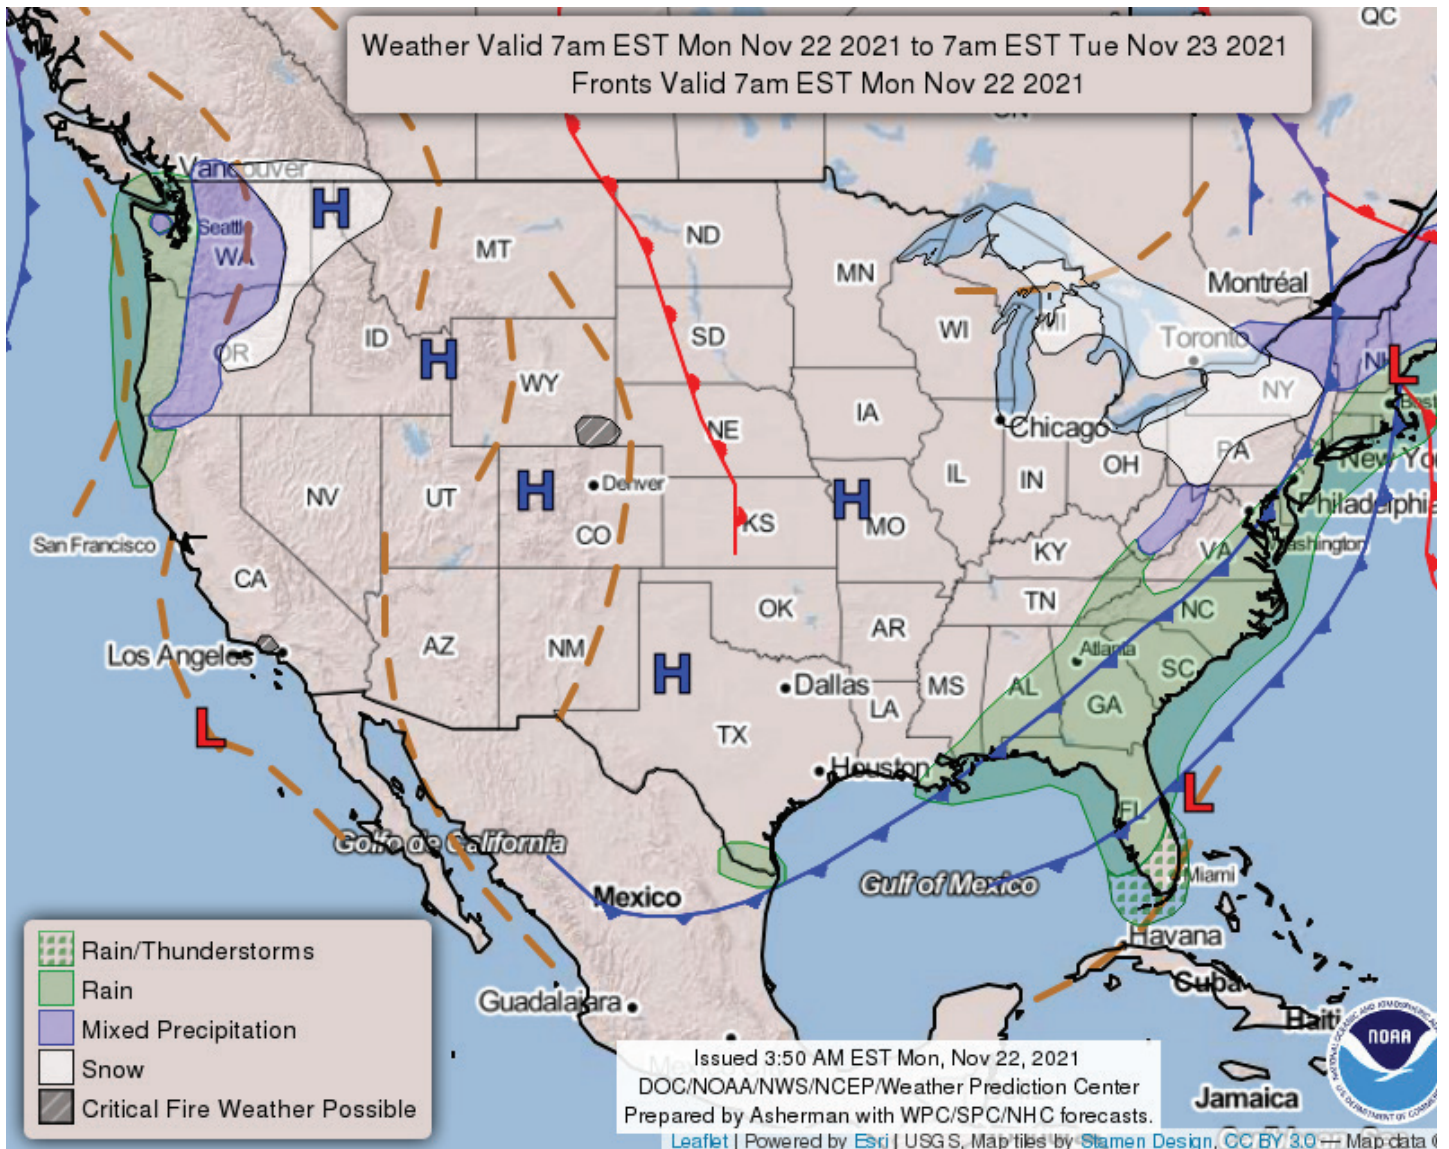 QC
Weather Valid 7am EST Mon Nov 22 2021 to 7am EST Tue Nov 23 2021
Fronts Valid 7am EST Mon Nov 22 2021
ON
Vancouver
H
Seattle
WA
MT
ND
MN
Montréal
OR
ID
H
WY
SD
WI
MI
Toronto
NY
NH
L
NE
IA
Chicago
PA
New Yo
NV
UT
H
Denver
CO
KS
H
MO
IL
IN
OH
Philadelphia
San Francisco
CA
KY
VA
ashington
AZ
NM
OK
AR
TN
NC
Los Angeles
H
Dallas
MS
AL
Atlanta
GA
SC
L
TX
LA
Houston
FL
L
Golfo de California
Mexico
Gulf of Mexico
Miami
Havana
Cuba
Haiti
Guadalajara
Jamaica
Rain/Thunderstorms
Rain
Mixed Precipitation
Snow
Critical Fire Weather Possible
Issued 3:50 AM EST Mon, Nov 22, 2021
DOC/NOAA/NWS/NCEP/Weather Prediction Center
Prepared by Asherman with WPC/SPC/NHC forecasts.
NOAA
Leaflet | Powered by Esri | USGS, Map tiles by Stamen Design, CC BY 3.0 — Map data ©